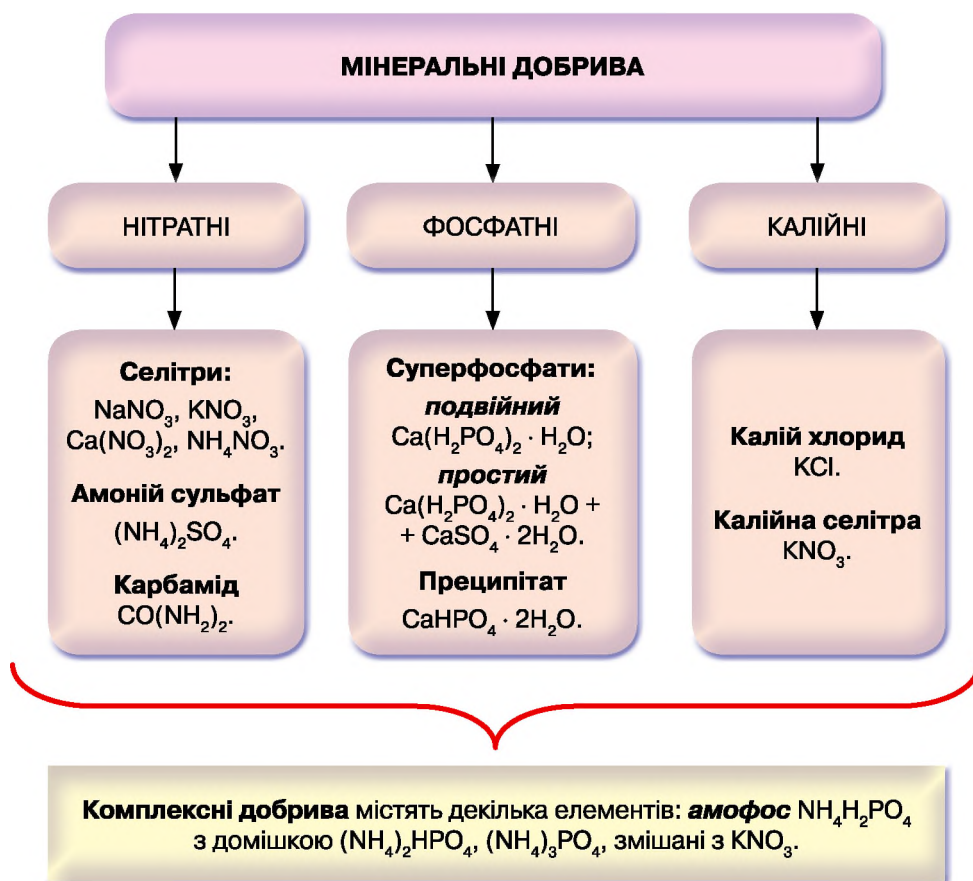 МІНЕРАЛЬНІ ДОБРИВА
НІТРАТНІ
ФОСФАТНІ
КАЛІЙНІ
Селітри:
NaNO₃, KNO₃,
Ca(NO₃)₂, NH₄NO₃.
Амоній сульфат
(NH₄)₂SO₄.
Карбамід
CO(NH₂)₂.
Суперфосфати:
подвійний
Ca(H₂PO₄)₂ · H₂O;
простий
Ca(H₂PO₄)₂ · H₂O +
+ CaSO₄ · 2H₂O.
Преципітат
CaHPO₄ · 2H₂O.
Калій хлорид
KCl.
Калійна селітра
KNO₃.
Комплексні добрива містять декілька елементів: амофос NH₄H₂PO₄
з домішкою (NH₄)₂HPO₄, (NH₄)₃PO₄, змішані з KNO₃.